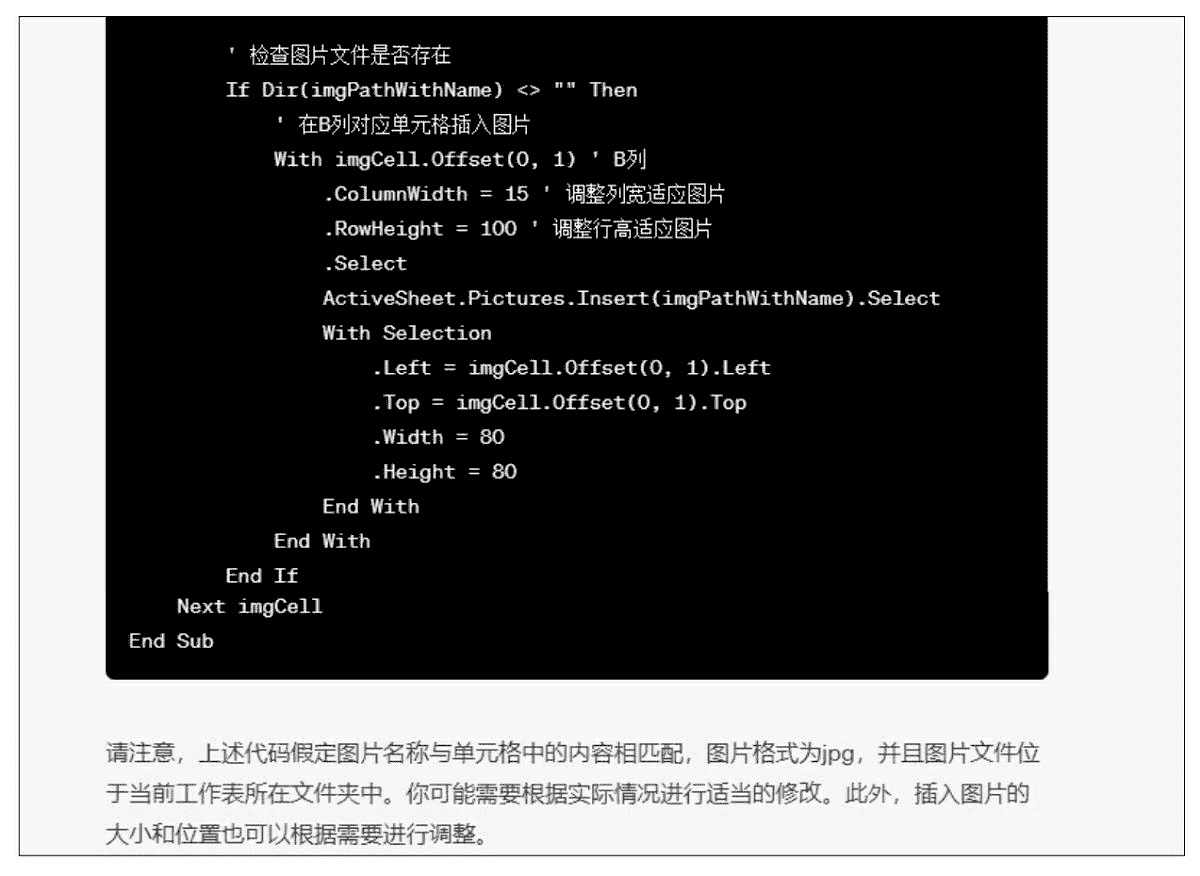 ' 检查图片文件是否存在
If Dir(imgPathWithName) <> "" Then
' 在B列对应单元格插入图片
With imgCell.Offset(0, 1) ' B列
.ColumnWidth = 15 ' 调整列宽适应图片
.RowHeight = 100 ' 调整行高适应图片
.Select
ActiveSheet.Pictures.Insert(imgPathWithName).Select
With Selection
.Left = imgCell.Offset(0, 1).Left
.Top = imgCell.Offset(0, 1).Top
.Width = 80
.Height = 80
End With
End With
End If
Next imgCell
End Sub
请注意，上述代码假定图片名称与单元格中的内容相匹配，图片格式为jpg，并且图片文件位
于当前工作表所在文件夹中。你可能需要根据实际情况进行适当的修改。此外，插入图片的
大小和位置也可以根据需要进行调整。